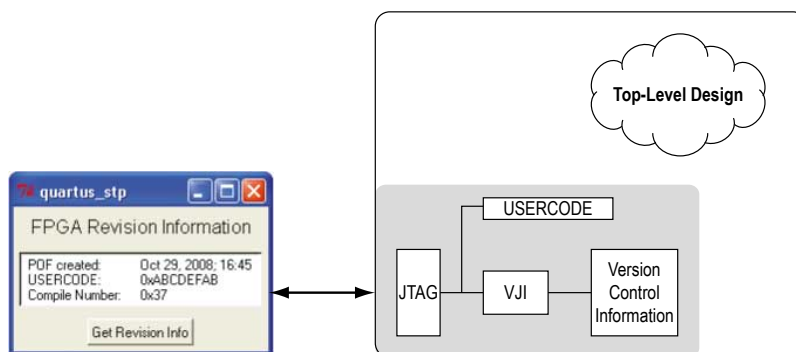 Top-Level Design
quartus_stp
FPGA Revision Information
POF created: Oct 29, 2008; 16:45
USERCODE: 0xABCDEFAB
Compile Number: 0x37
Get Revision Info
USERCODE
JTAG
VJI
Version
Control
Information